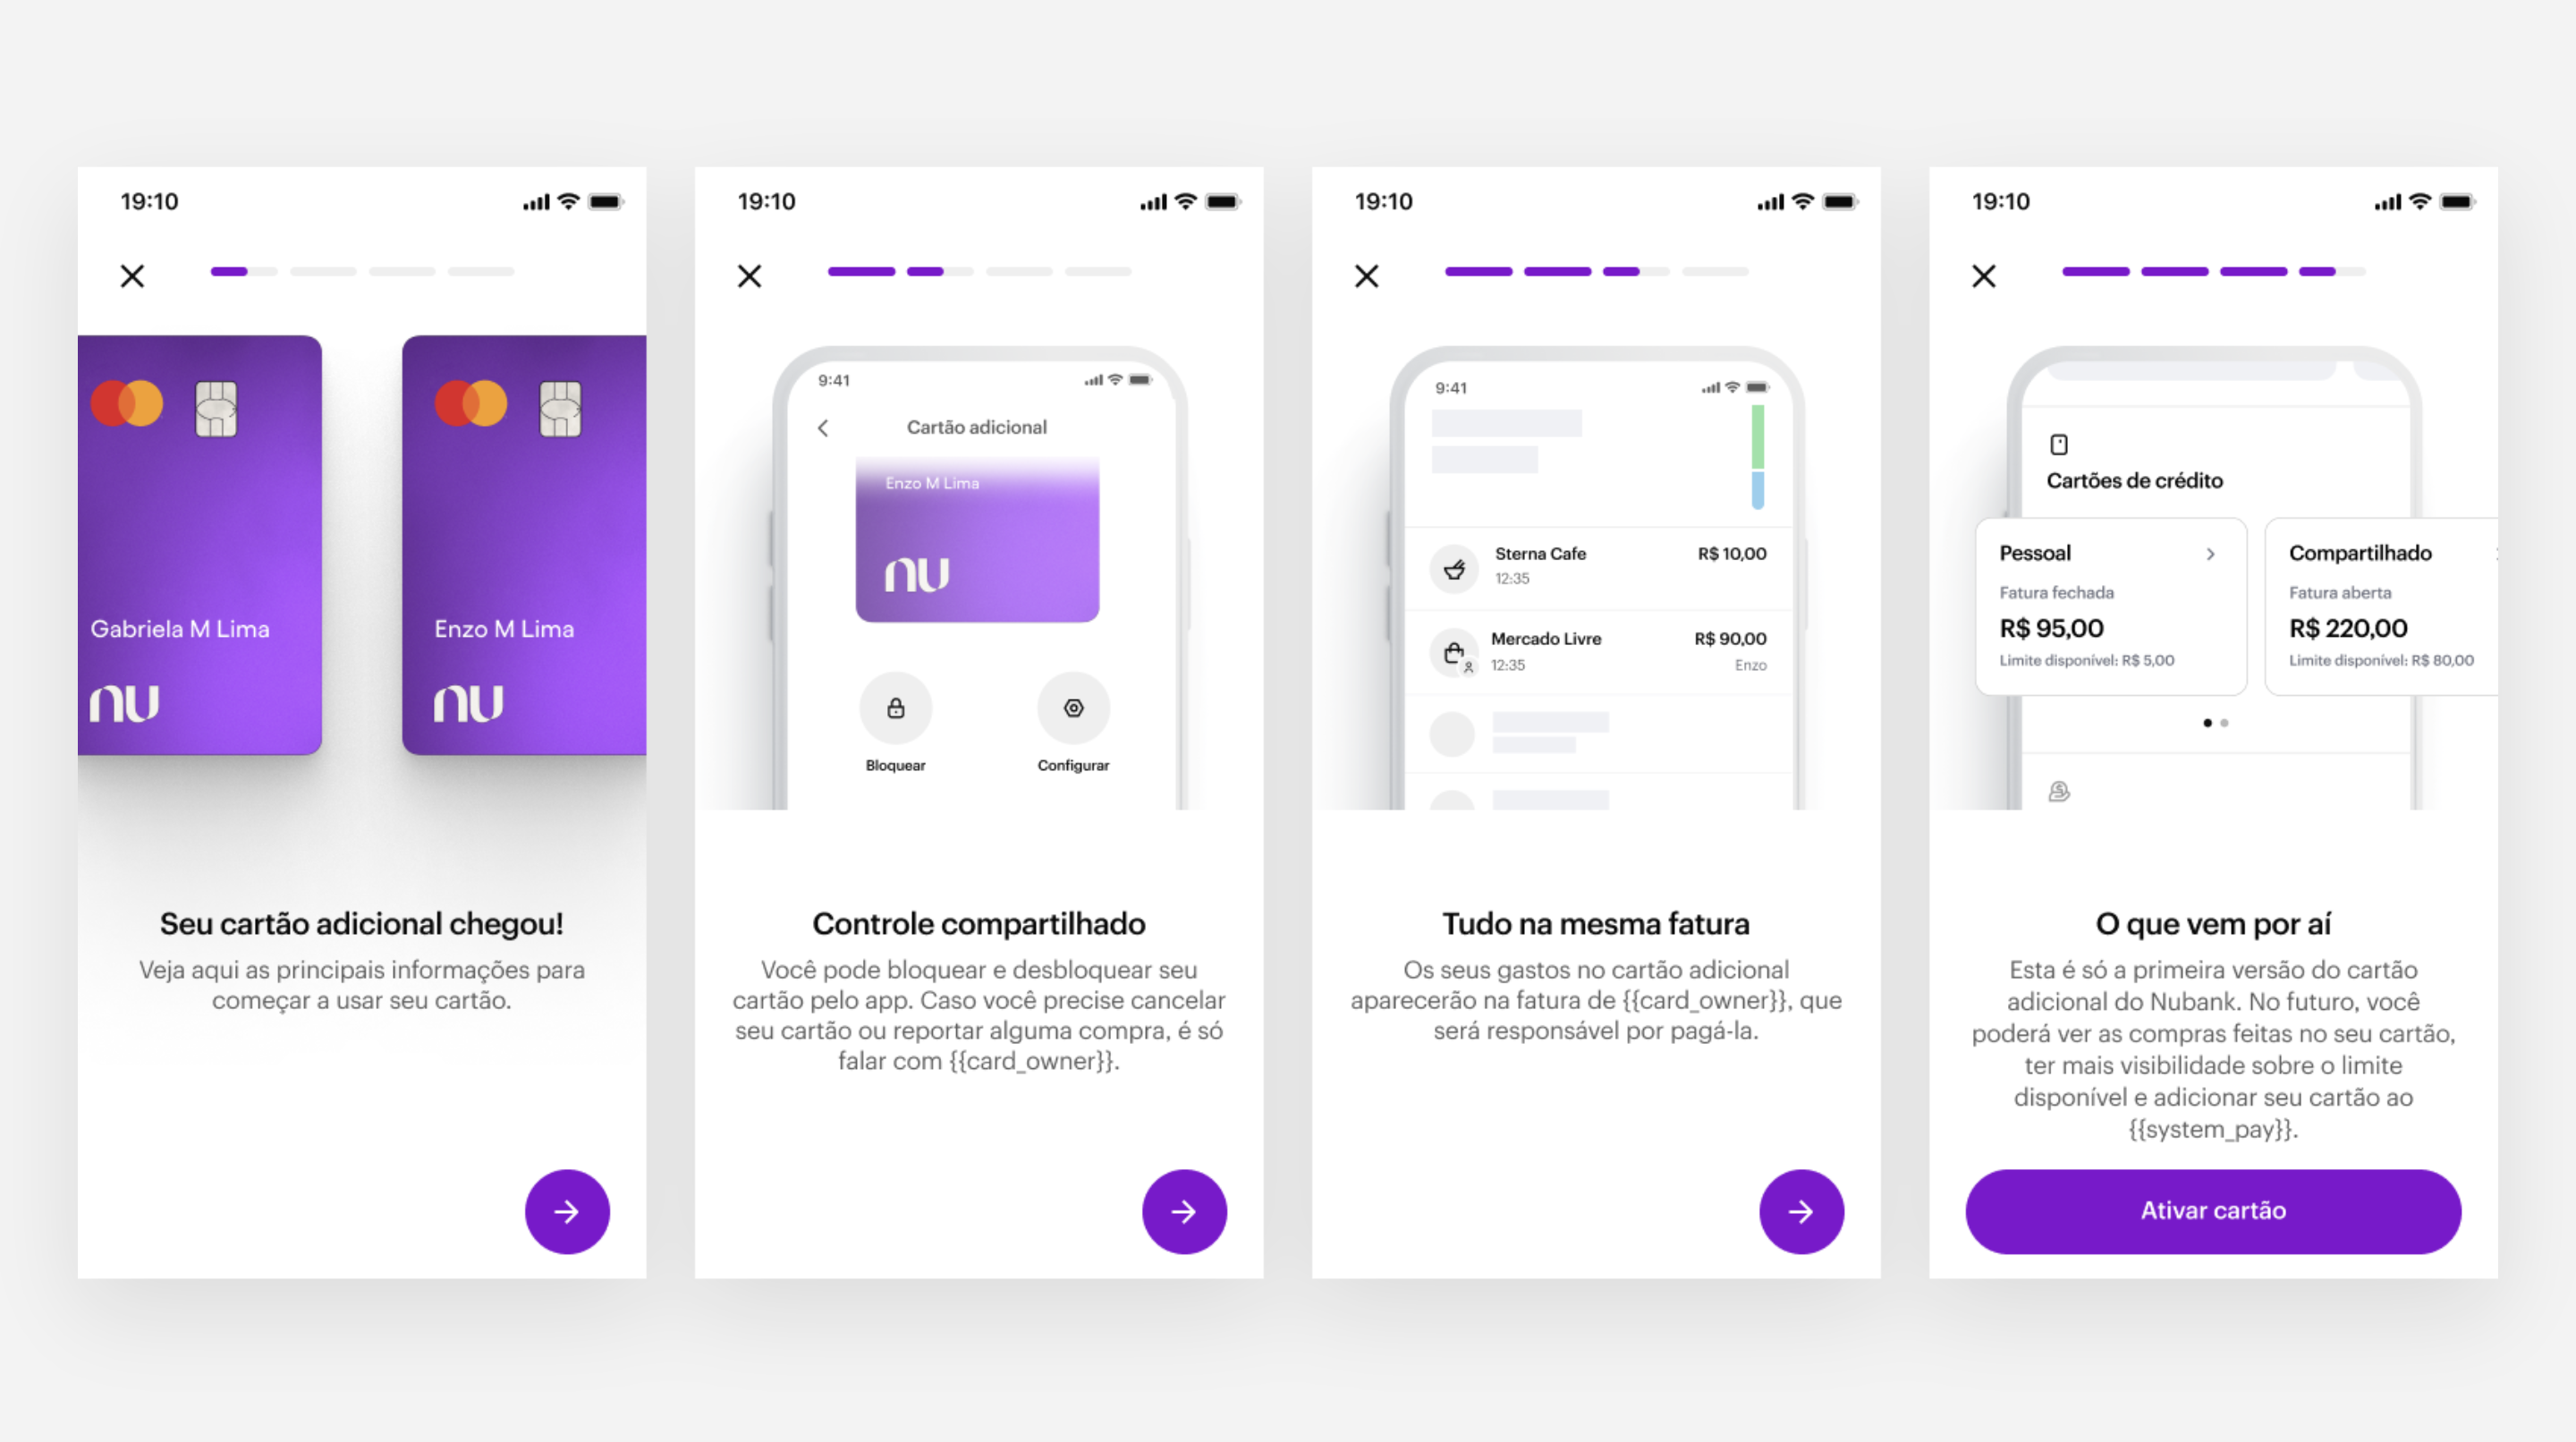 19:10
Gabriela M Lima
nu
Enzo M Lima
nu
Seu cartão adicional chegou!
Veja aqui as principais informações para
começar a usar seu cartão.
19:10
9:41
Cartão adicional
Enzo M Lima
nu
Bloquear
Configurar
Controle compartilhado
Você pode bloquear e desbloquear seu
cartão pelo app. Caso você precise cancelar
seu cartão ou reportar alguma compra, é só
falar com {{card_owner}}.
19:10
9:41
Sterna Cafe R$ 10,00
12:35
Mercado Livre R$ 90,00
12:35 Enzo
Tudo na mesma fatura
Os seus gastos no cartão adicional
aparecerão na fatura de {{card_owner}}, que
será responsável por pagá-la.
19:10
Cartões de crédito
Pessoal
Fatura fechada
R$ 95,00
Limite disponível: R$ 5,00
Compartilhado
Fatura aberta
R$ 220,00
Limite disponível: R$ 80,00
O que vem por aí
Esta é só a primeira versão do cartão
adicional do Nubank. No futuro, você
poderá ver as compras feitas no seu cartão,
ter mais visibilidade sobre o limite
disponível e adicionar seu cartão ao
{{system_pay}}.
Ativar cartão